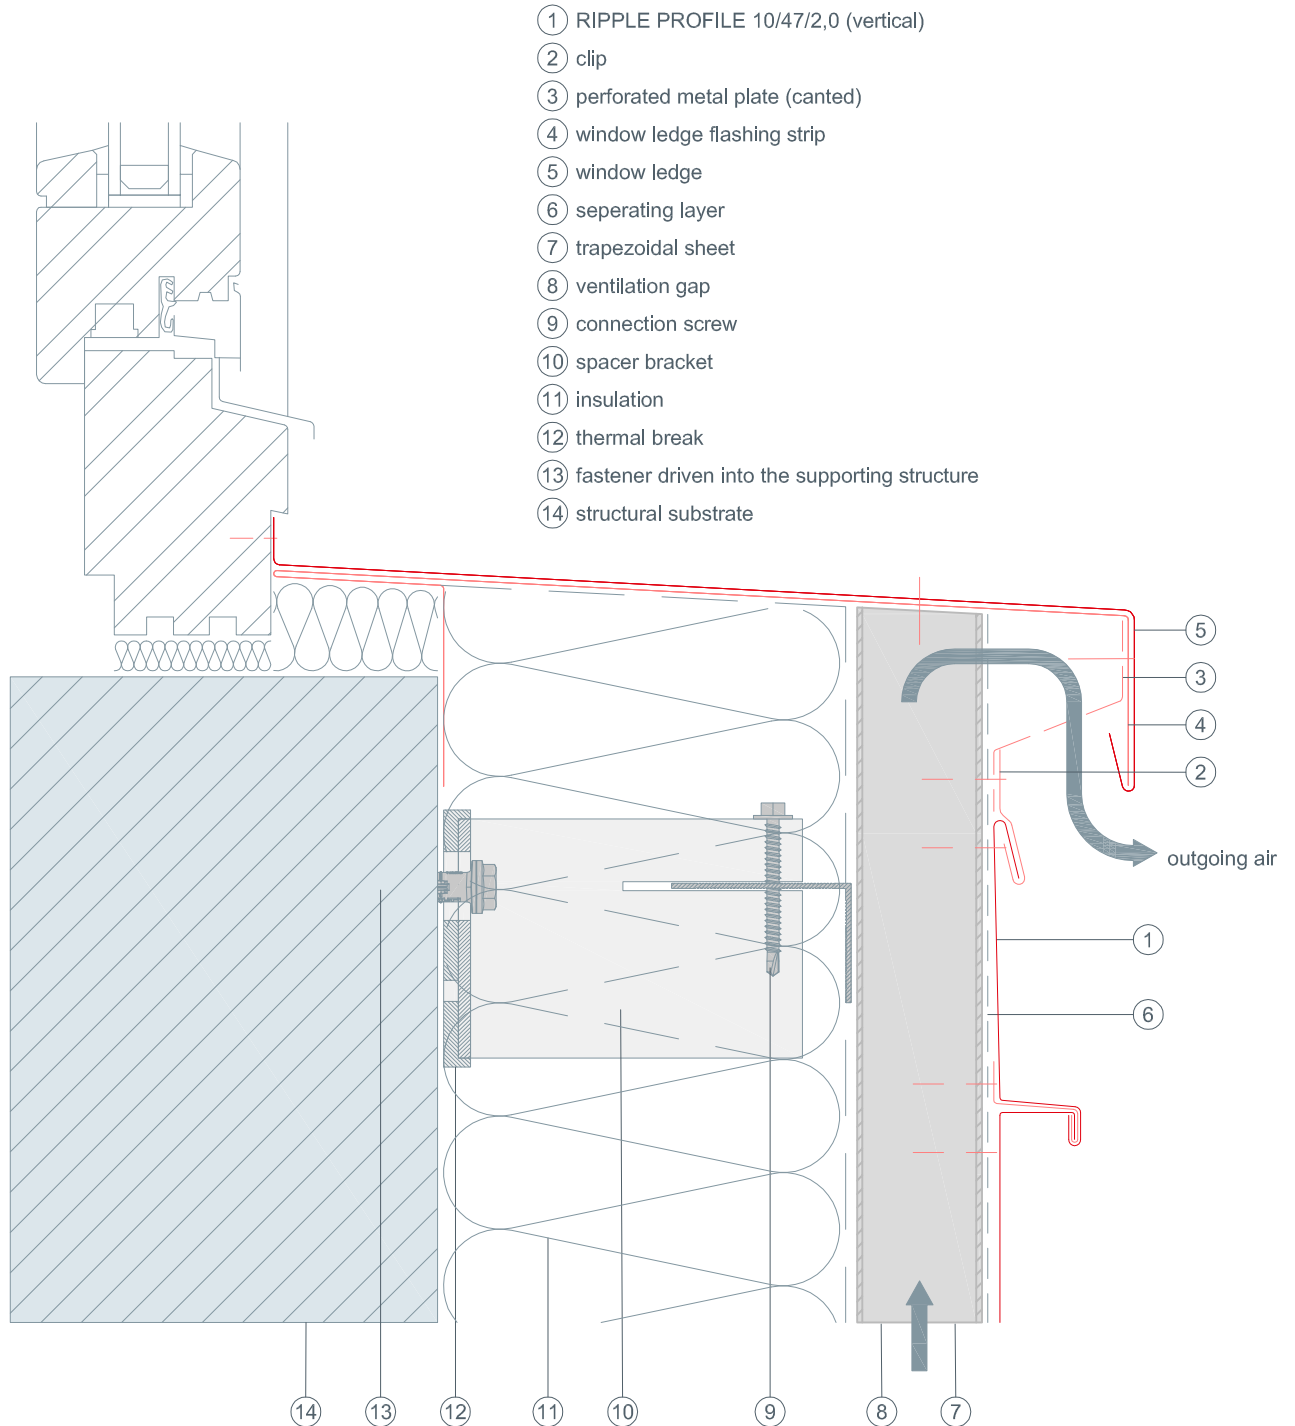 1 RIPPLE PROFILE 10/47/2,0 (vertical)
2 clip
3 perforated metal plate (canted)
4 window ledge flashing strip
5 window ledge
6 seperating layer
7 trapezoidal sheet
8 ventilation gap
9 connection screw
10 spacer bracket
11 insulation
12 thermal break
13 fastener driven into the supporting structure
14 structural substrate
5
3
4
2
outgoing air
1
6
14 13 12 11 10 9 8 7